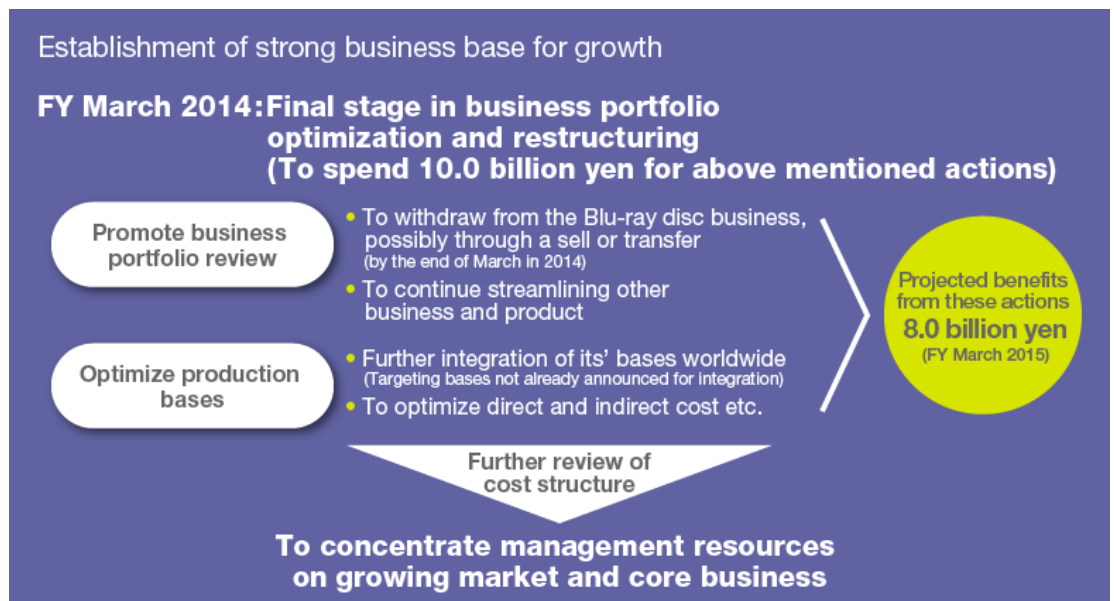 Establishment of strong business base for growth
FY March 2014:Final stage in business portfolio
optimization and restructuring
(To spend 10.0 billion yen for above mentioned actions)
Promote business
portfolio review
• To withdraw from the Blu-ray disc business,
possibly through a sell or transfer
(by the end of March in 2014)
• To continue streamlining other
business and product
Optimize production
bases
• Further integration of its’ bases worldwide
(Targeting bases not already announced for integration)
• To optimize direct and indirect cost etc.
Projected benefits
from these actions
8.0 billion yen
(FY March 2015)
Further review of
cost structure
To concentrate management resources
on growing market and core business